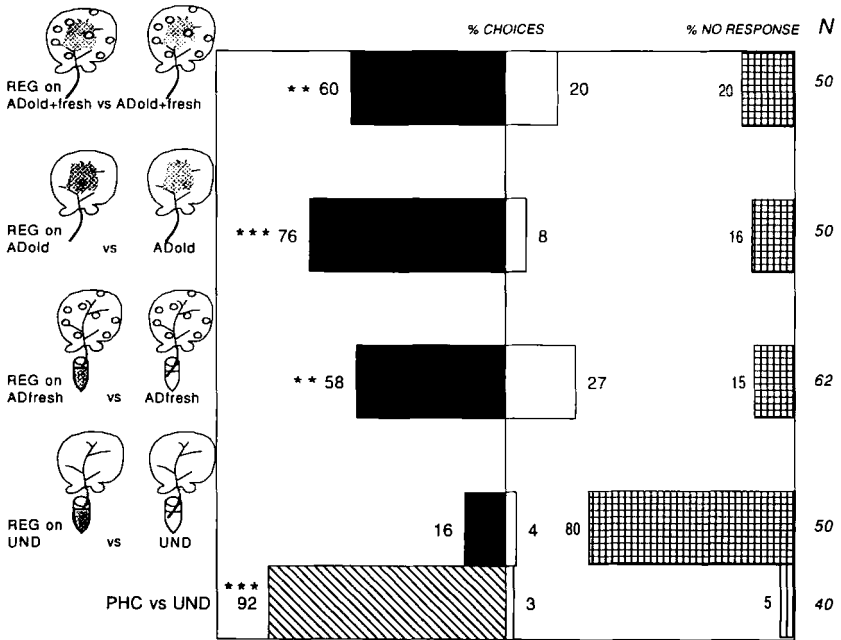 % CHOICES % NO RESPONSE N
REG on
ADold+fresh vs ADold+fresh
** 60 20 20 50
REG on
ADold vs ADold
*** 76 8 16 50
REG on
ADfresh vs ADfresh
** 58 27 15 62
REG on
UND vs UND
16 4 80 50
***
PHC vs UND 92 3 5 40